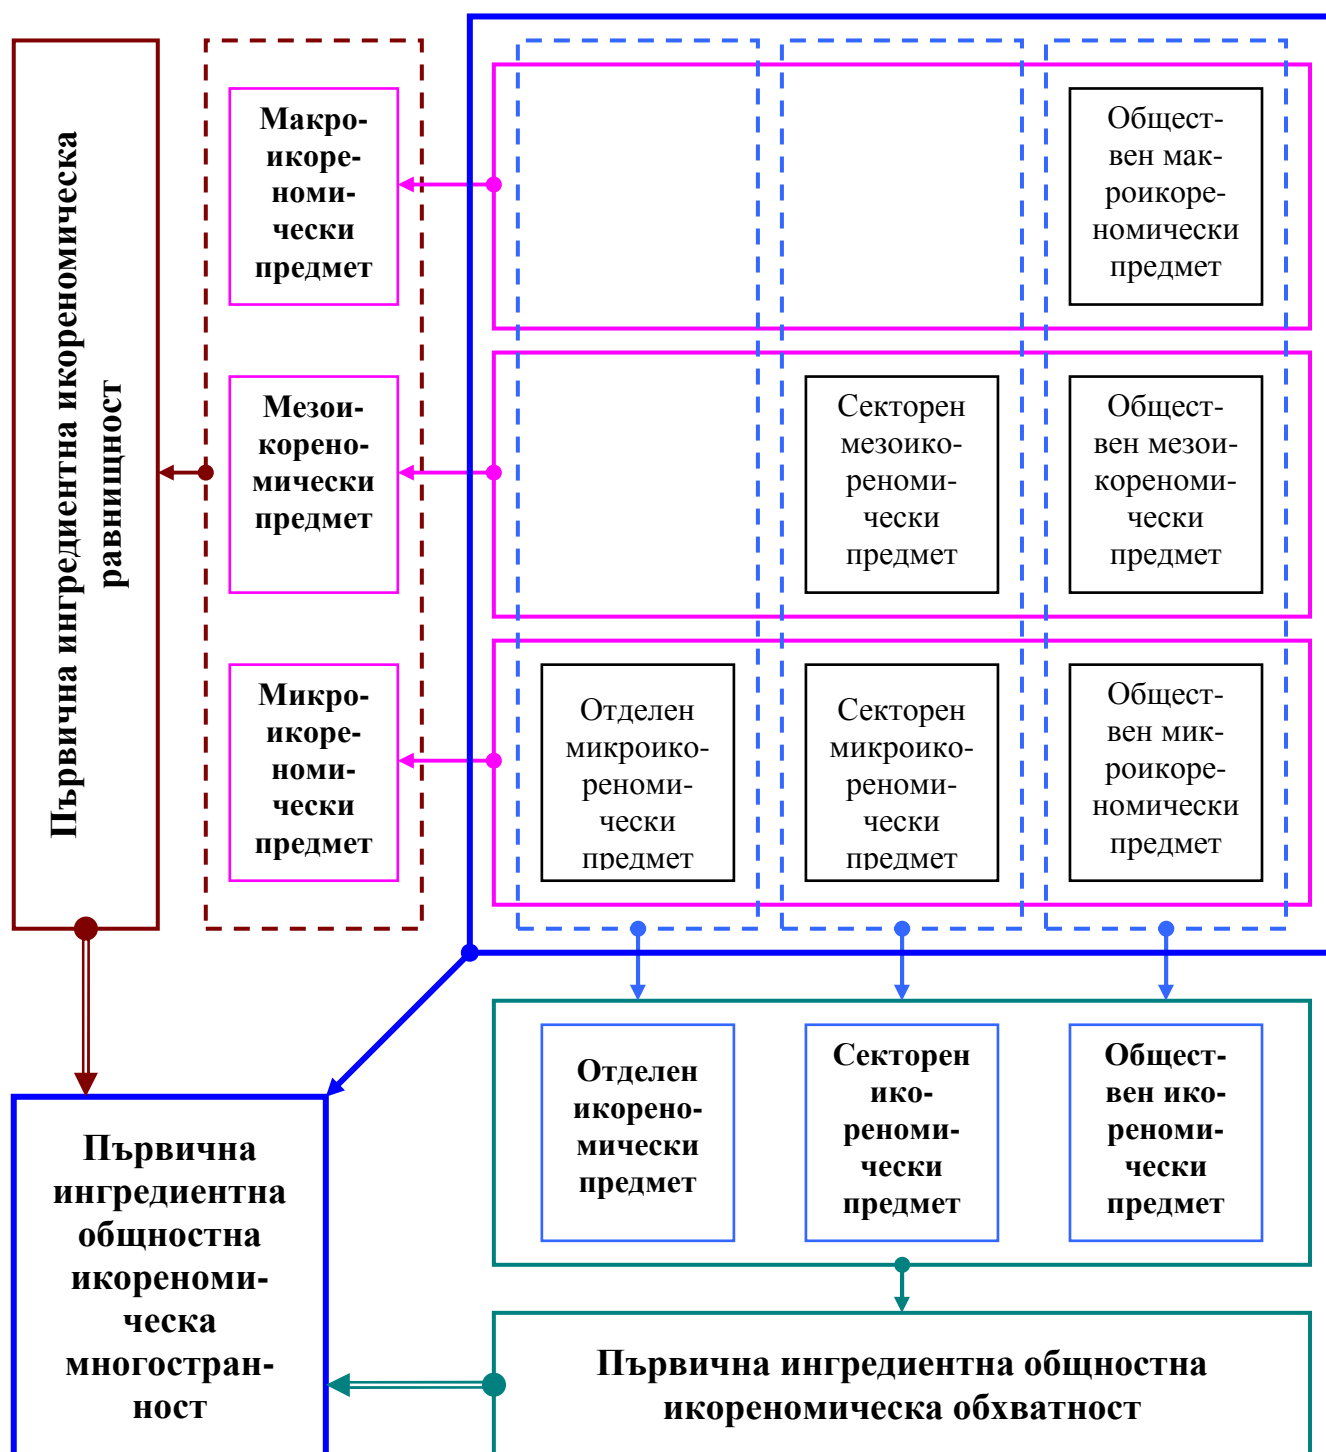 Първична ингредиентна икореномическа
равнищност
Макро-
икоре-
номи-
чески
предмет
Общест-
вен мак-
роикоре-
номически
предмет
Мезои-
корено-
мически
предмет
Секторен
мезоико-
реноми-
чески
предмет
Общест-
вен мезои-
кореноми-
чески
предмет
Микро-
икоре-
номи-
чески
предмет
Отделен
микроико-
реноми-
чески
предмет
Секторен
микроико-
реноми-
чески
предмет
Общест-
вен мик-
роикоре-
номически
предмет
Отделен
икорено-
мически
предмет
Секторен
ико-
реноми-
чески
предмет
Общест-
вен ико-
реноми-
чески
предмет
Първична
ингредиентна
общностна
икореноми-
ческа
многостран-
ност
Първична ингредиентна общностна
икореномическа обхватност